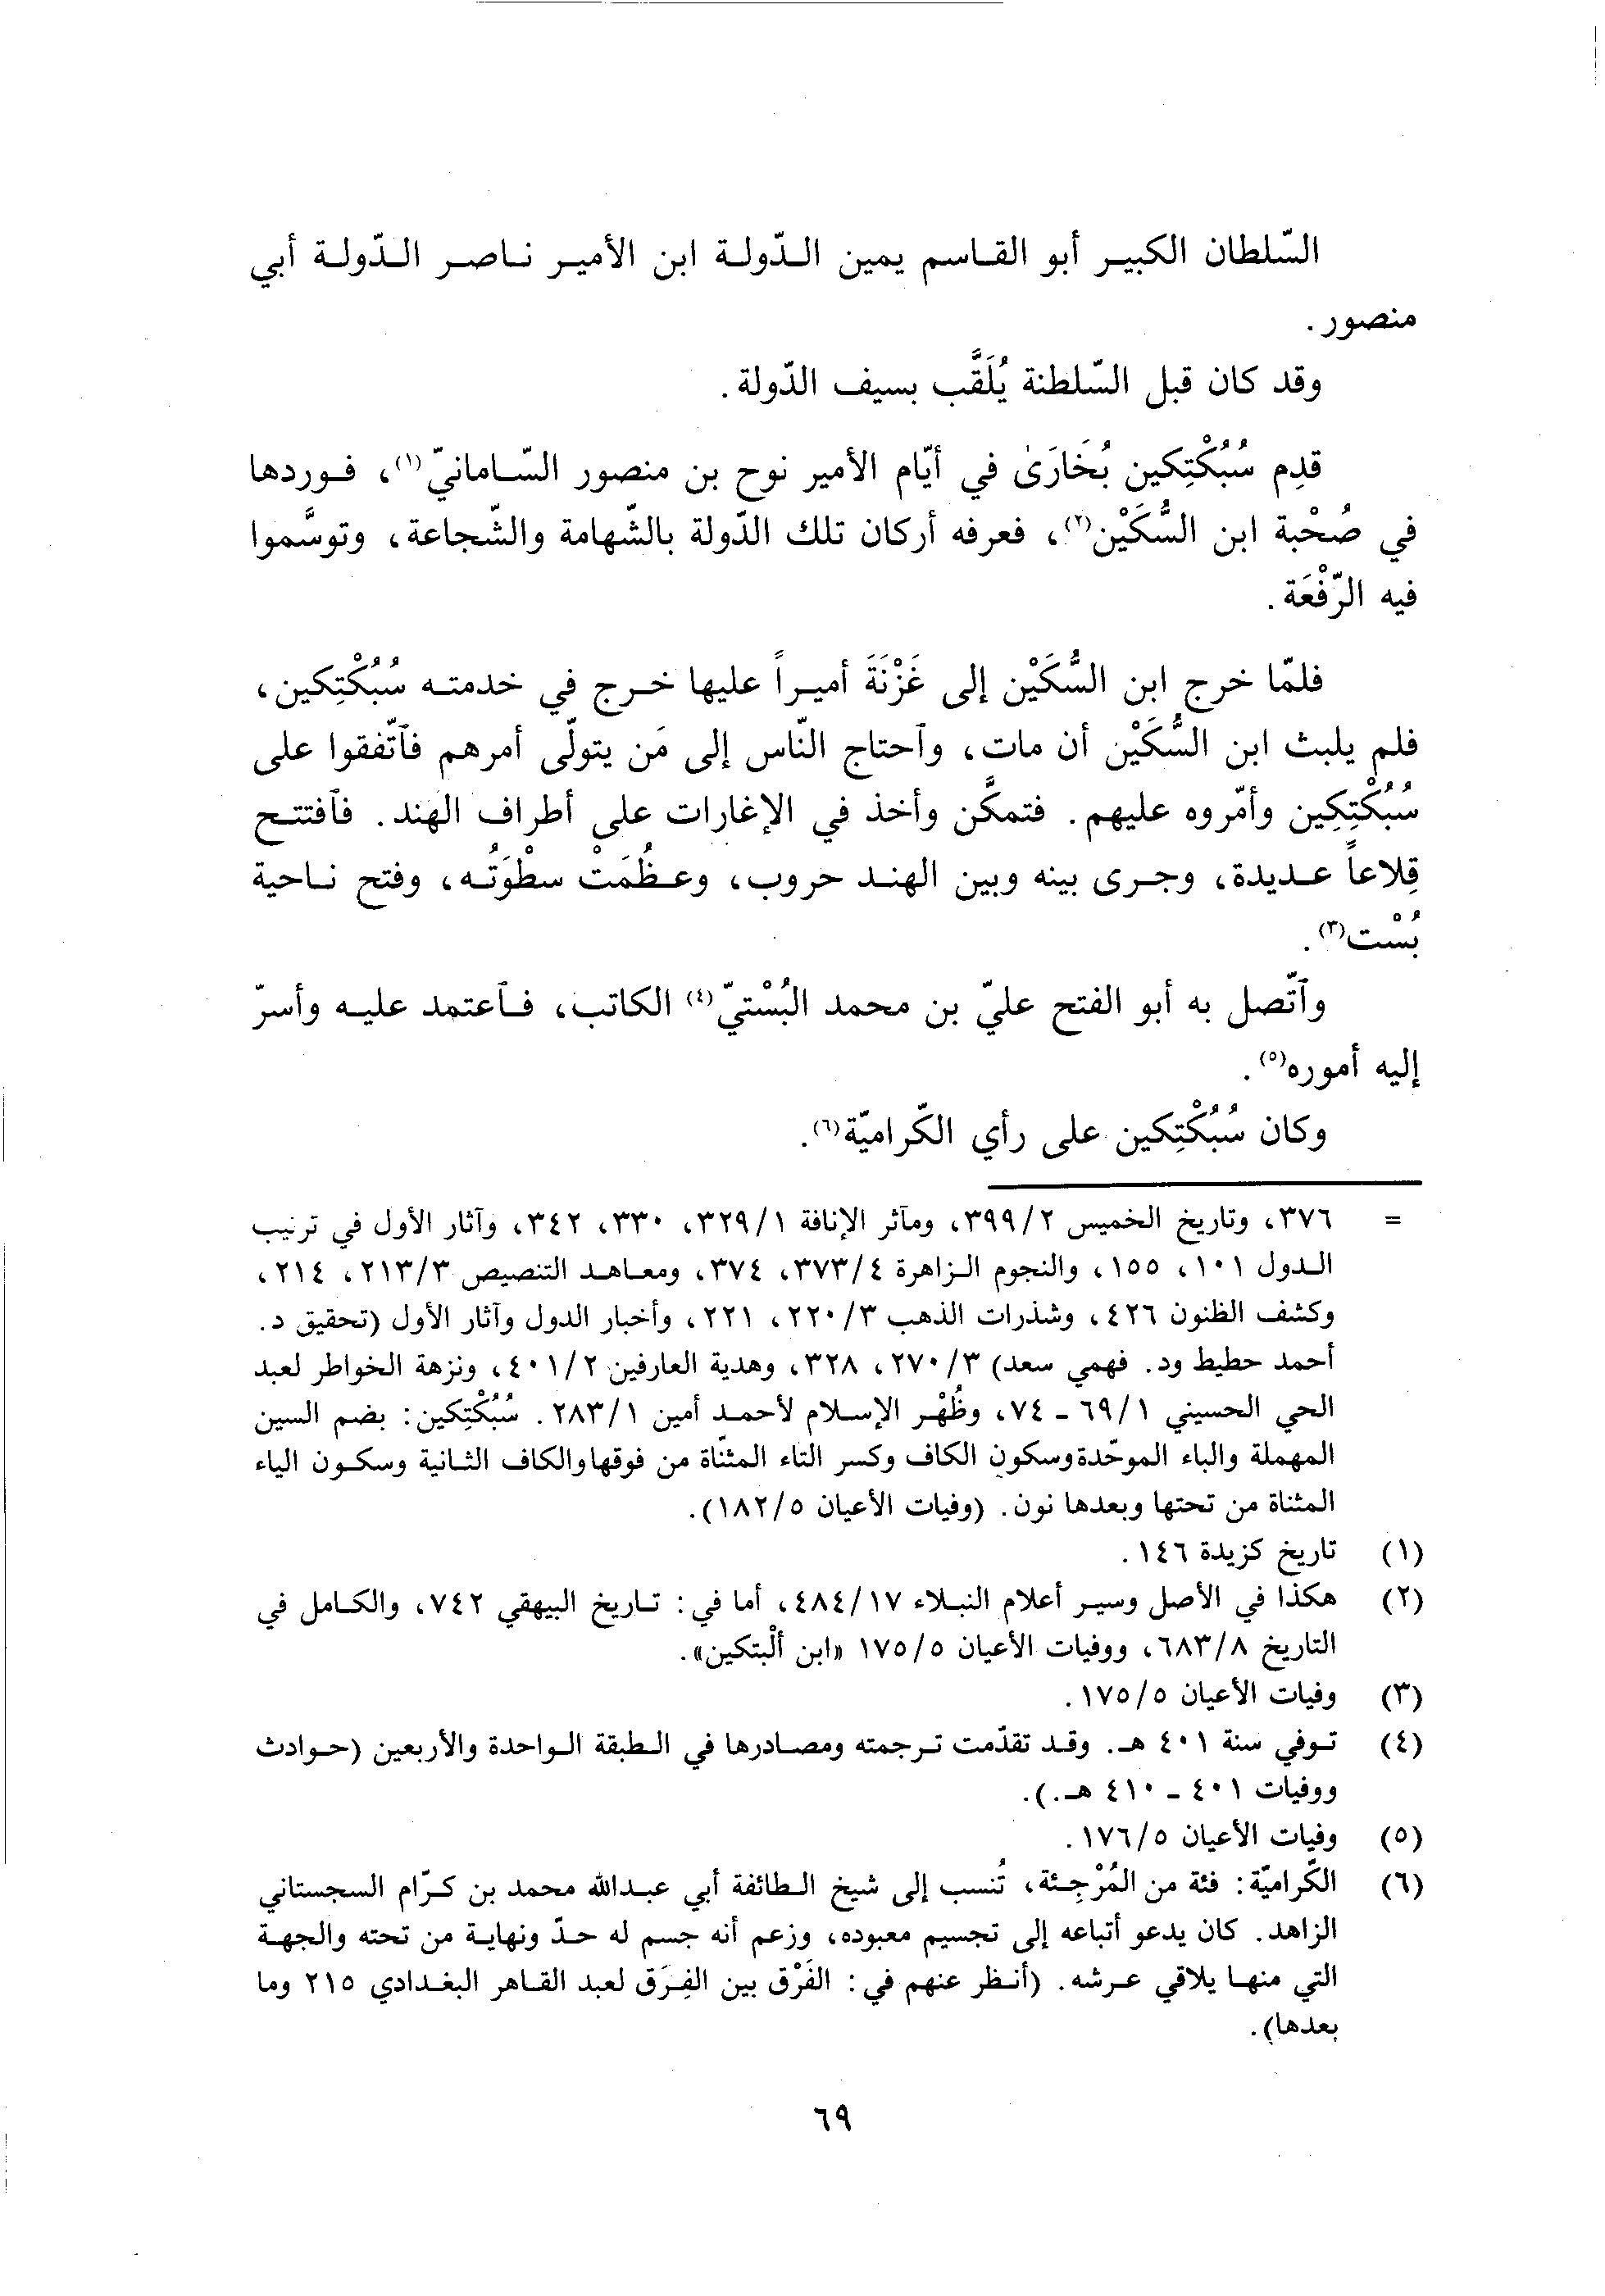 السّلطان الكبير أبو القاسم يمين الدّولة ابن الأمير ناصر الدّولة أبي
منصور.
وقد كان قبل السّلطنة يُلَقَّب بسيف الدّولة.
قدِم سُبُكْتِكين بُخَارَىٰ في أيّام الأمير نوح بن منصور السّامانيّ(١)، فوردها
في صُحْبة ابن السُّكَيْن(٢)، فعرفه أركان تلك الدّولة بالشّهامة والشّجاعة، وتوسَّموا
فيه الرّفْعَة.
فلمّا خرج ابن السُّكَيْن إلى غَزْنَةَ أميراً عليها خرج في خدمته سُبُكْتِكين،
فلم يلبث ابن السُّكَيْن أن مات، وٱحتاج النّاس إلى مَن يتولّى أمرهم فٱتّفقوا على
سُبُكْتِكِين وأمّروه عليهم. فتمكَّن وأخذ في الإغارات على أطراف الهند. فٱفتتح
قِلاعاً عديدة، وجرى بينه وبين الهند حروب، وعظُمَتْ سطْوَتُه، وفتح ناحية
بُسْت(٣).
وٱتّصل به أبو الفتح عليّ بن محمد البُسْتيّ(٤) الكاتب، فٱعتمد عليه وأسرّ
إليه أموره(٥).
وكان سُبُكْتِكين على رأي الكّراميّة(٦).
= ٣٧٦، وتاريخ الخميس ٣٩٩/٢، ومآثر الإنافة ٣٢٩/١، ٣٣٠، ٣٤٢، وآثار الأول في ترتيب
الدول ١٠١، ١٥٥، والنجوم الزاهرة ٣٧٣/٤، ٣٧٤، ومعاهد التنصيص ٢١٣/٣، ٢١٤،
وكشف الظنون ٤٢٦، وشذرات الذهب ٢٢٠/٣، ٢٢١، وأخبار الدول وآثار الأول (تحقيق د.
أحمد حطيط ود. فهمي سعد) ٢٧٠/٣، ٣٢٨، وهدية العارفين ٤٠١/٢، ونزهة الخواطر لعبد
الحي الحسيني ٦٩/١ - ٧٤، وظُهْر الإسلام لأحمد أمين ٢٨٣/١. سُبُكْتِكين: بضم السين
المهملة والباء الموحّدة وسكون الكاف وكسر التاء المثنّاة من فوقها والكاف الثانية وسكون الياء
المثناة من تحتها وبعدها نون. (وفيات الأعيان ١٨٢/٥).
(١) تاريخ كزيدة ١٤٦.
(٢) هكذا في الأصل وسير أعلام النبلاء ٤٨٤/١٧، أما في: تاريخ البيهقي ٧٤٢، والكامل في
التاريخ ٦٨٣/٨، ووفيات الأعيان ١٧٥/٥ «ابن ألْبتكين».
(٣) وفيات الأعيان ١٧٥/٥.
(٤) توفي سنة ٤٠١ هـ. وقد تقدّمت ترجمته ومصادرها في الطبقة الواحدة والأربعين (حوادث
ووفيات ٤٠١ - ٤١٠ هـ.).
(٥) وفيات الأعيان ١٧٦/٥.
(٦) الكّراميّة: فئة من المُرْجِئة، تُنسب إلى شيخ الطائفة أبي عبدالله محمد بن كرّام السجستاني
الزاهد. كان يدعو أتباعه إلى تجسيم معبوده، وزعم أنه جسم له حدّ ونهاية من تحته والجهة
التي منها يلاقي عرشه. (أنظر عنهم في: الفَرْق بين الفِرَق لعبد القاهر البغدادي ٢١٥ وما
بعدها).
٦٩